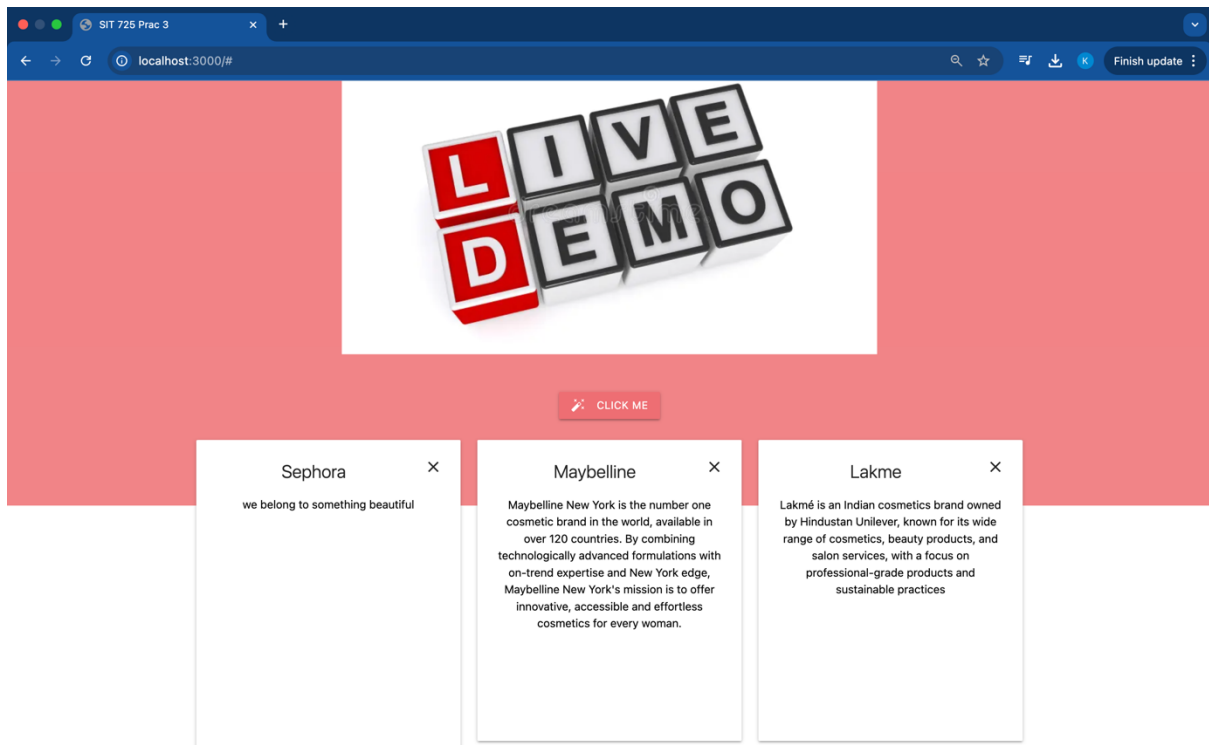 SIT 725 Prac 3
localhost:3000/#
K
Finish update
LIVE
DEMO
dreamstime
CLICK ME
Sephora
we belong to something beautiful
Maybelline
Maybelline New York is the number one
cosmetic brand in the world, available in
over 120 countries. By combining
technologically advanced formulations with
on-trend expertise and New York edge,
Maybelline New York's mission is to offer
innovative, accessible and effortless
cosmetics for every woman.
Lakme
Lakmé is an Indian cosmetics brand owned
by Hindustan Unilever, known for its wide
range of cosmetics, beauty products, and
salon services, with a focus on
professional-grade products and
sustainable practices